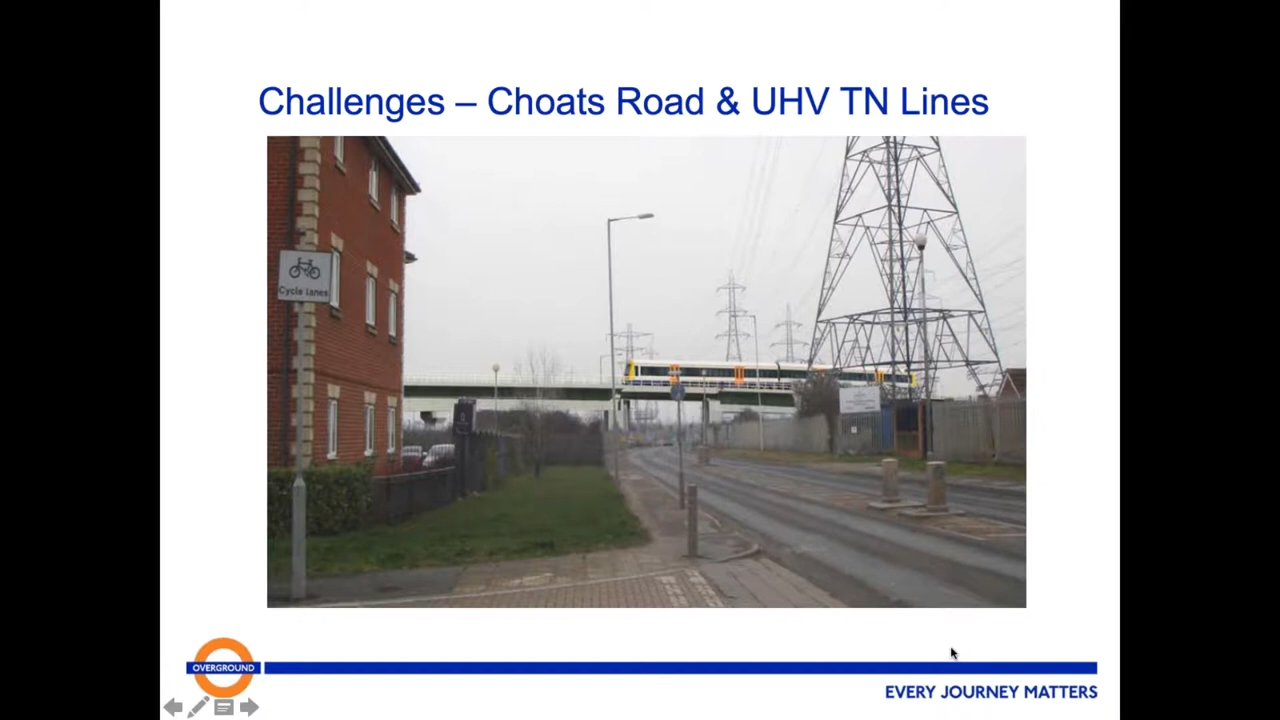 Challenges – Choats Road & UHV TN Lines
Cycle lanes
OVERGROUND
EVERY JOURNEY MATTERS